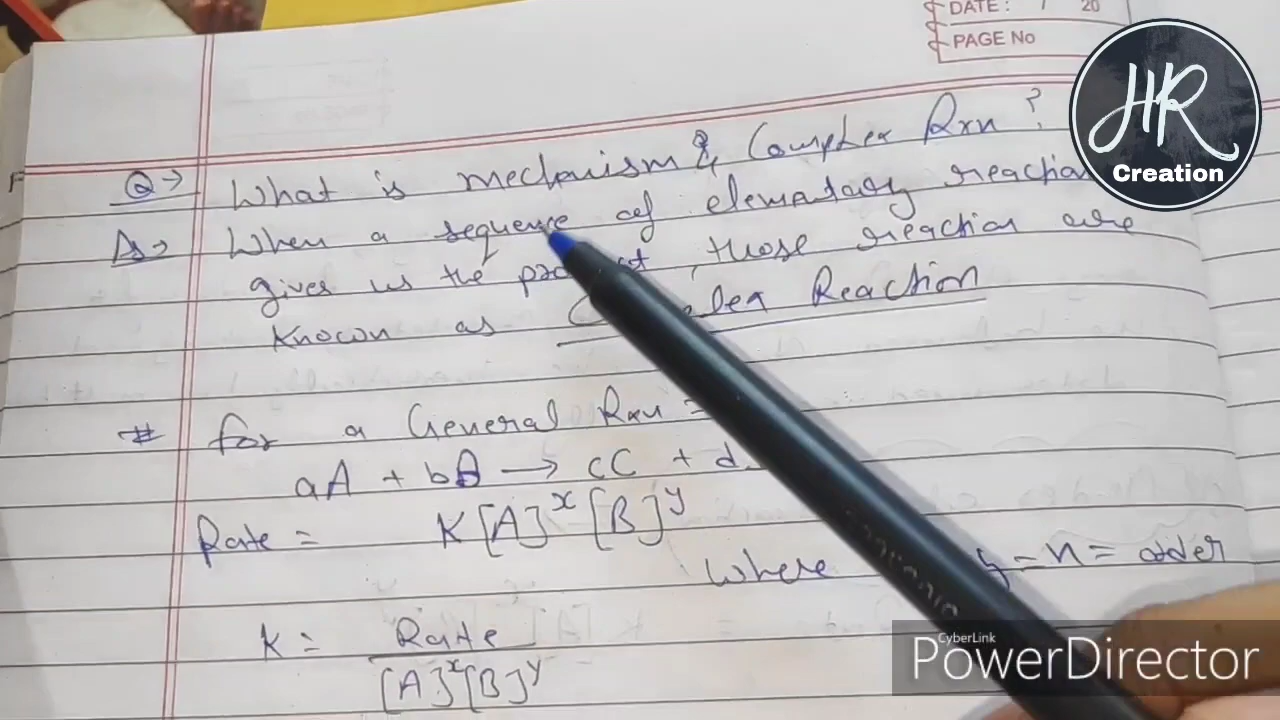 DATE: / 20
PAGE No
HR
Creation
Q→ What is mechanism & Complex Rxn ?
As→ When a sequence of elementary reaction
gives us the product, those reaction are
Known as Complex Reaction
# for a General Rxn =
aA + bB → cC + d
Rate = K[A]^x [B]^y
Where y = n = order
K = Rate
[A]^x[B]^y
CyberLink
PowerDirector